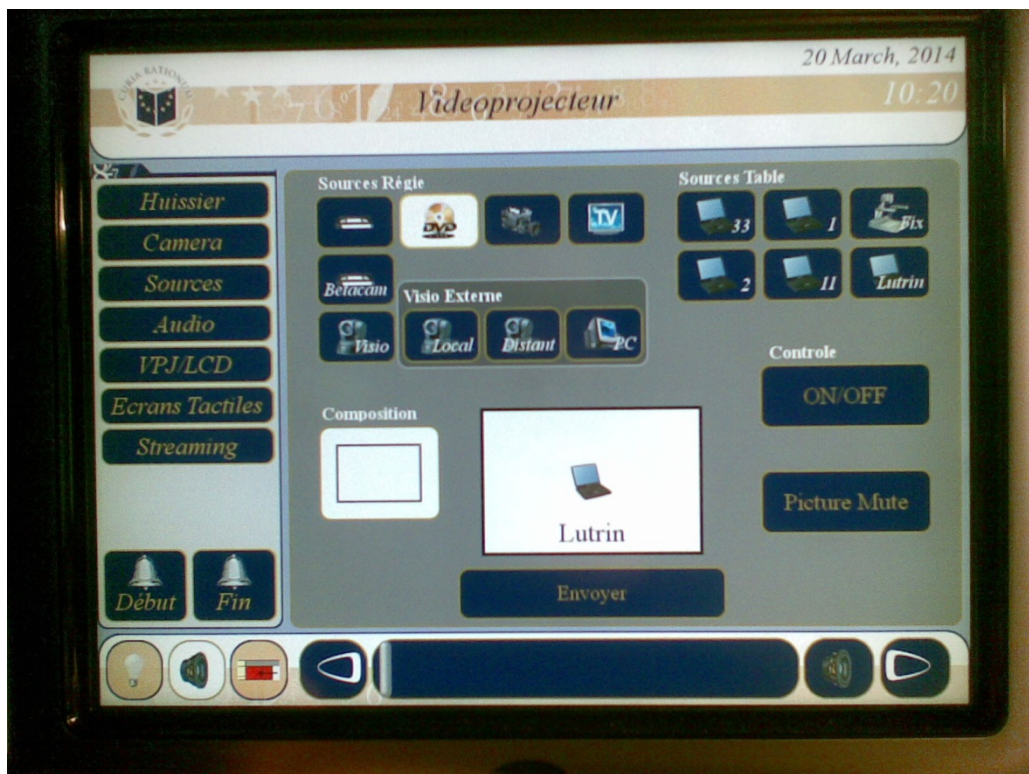 20 March, 2014
CURIA RATIONUM
Videoprojecteur
10:20
Huissier
Camera
Sources
Audio
VPJ/LCD
Ecrans Tactiles
Streaming
Début
Fin
Sources Régie
DVD
TV
Betacam
Visio
Visio Externe
Local
Distant
PC
Sources Table
33
1
Fix
2
11
Lutrin
Controle
ON/OFF
Picture Mute
Composition
Lutrin
Envoyer